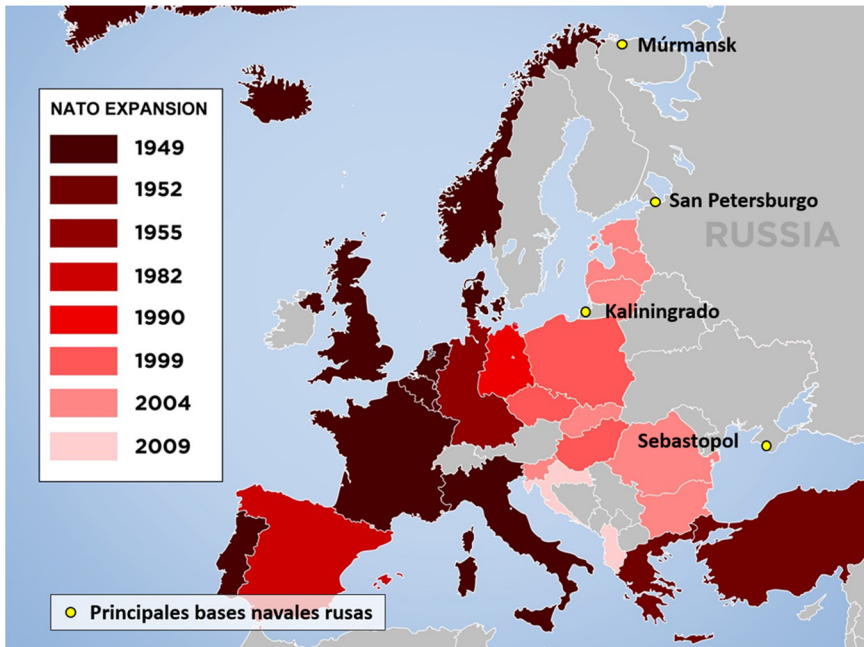 Múrmansk
NATO EXPANSION
1949
1952
1955
1982
1990
1999
2004
2009
San Petersburgo
RUSSIA
Kaliningrado
Sebastopol
Principales bases navales rusas